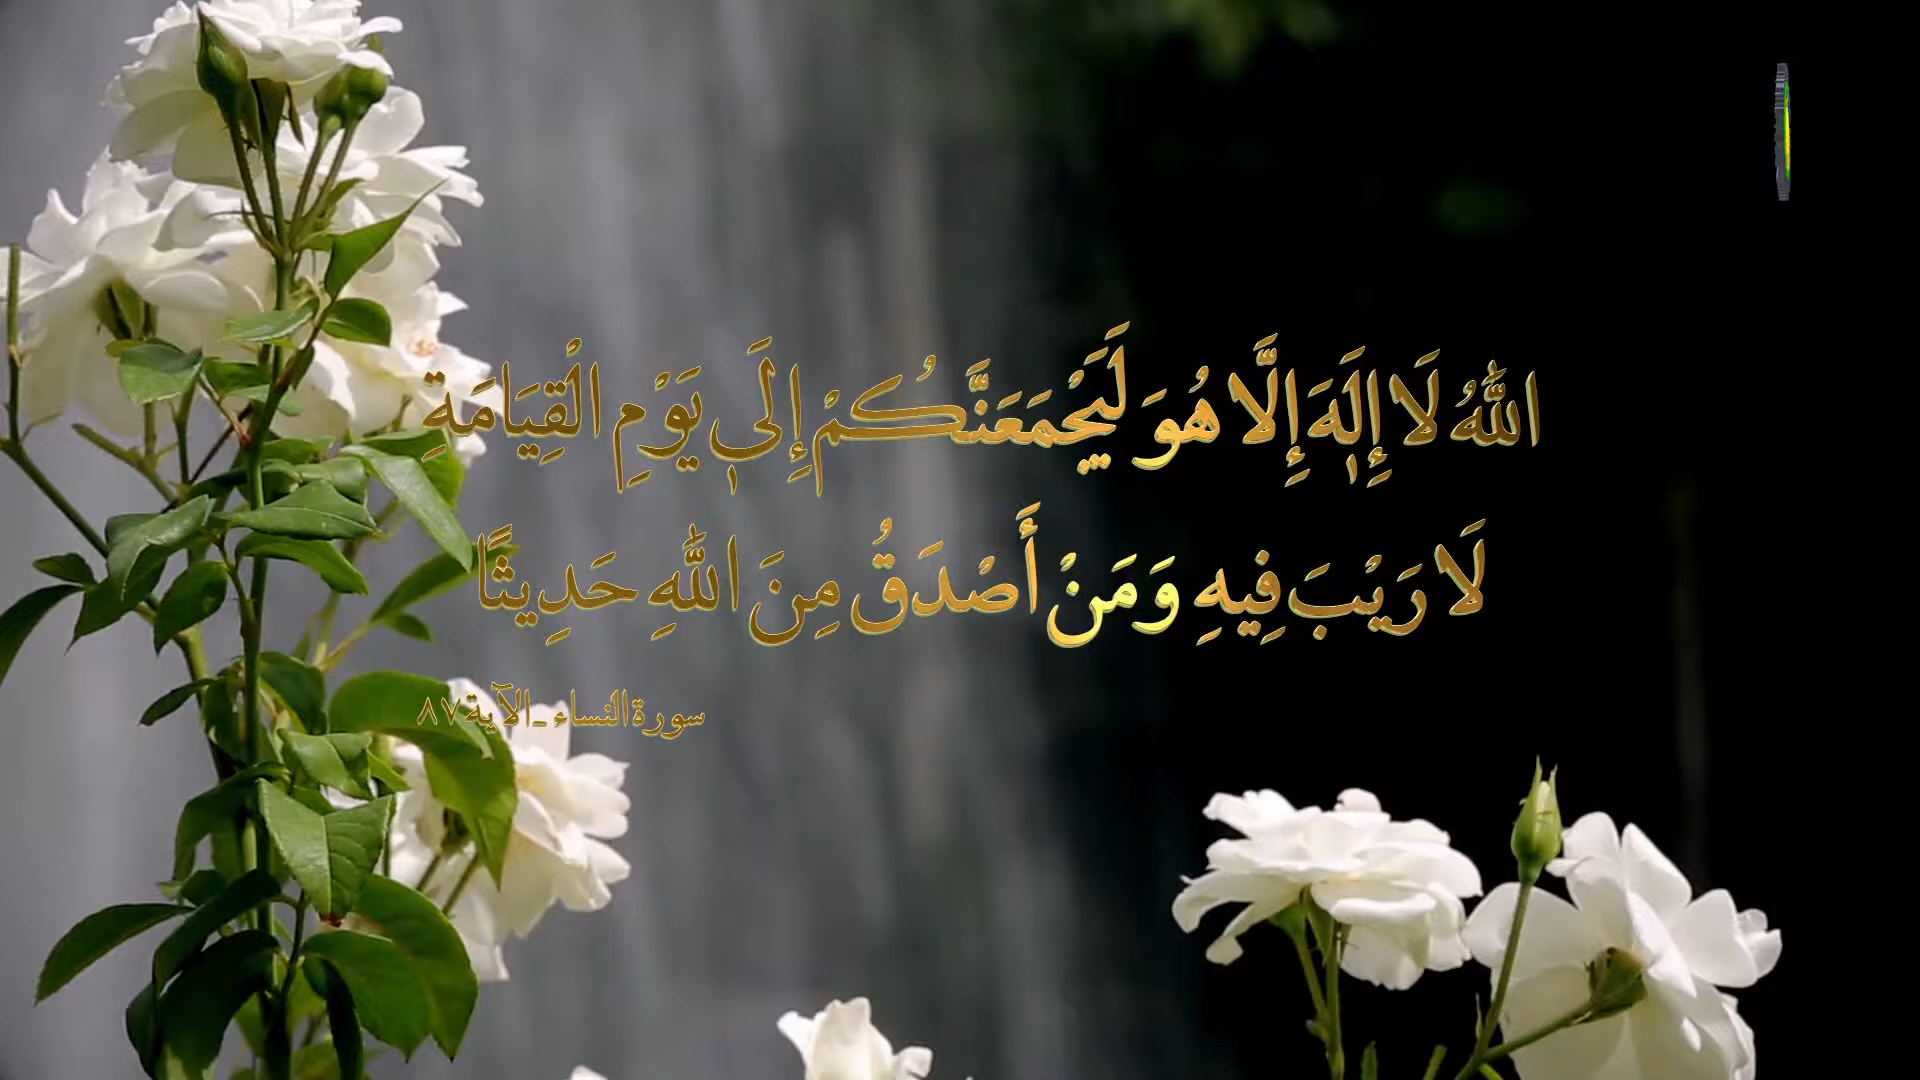 اللَّهُ لَا إِلَٰهَ إِلَّا هُوَ لَيَجْمَعَنَّكُمْ إِلَىٰ يَوْمِ الْقِيَامَةِ
لَا رَيْبَ فِيهِ وَمَنْ أَصْدَقُ مِنَ اللَّهِ حَدِيثًا
سورة النساء - الآية ٨٧